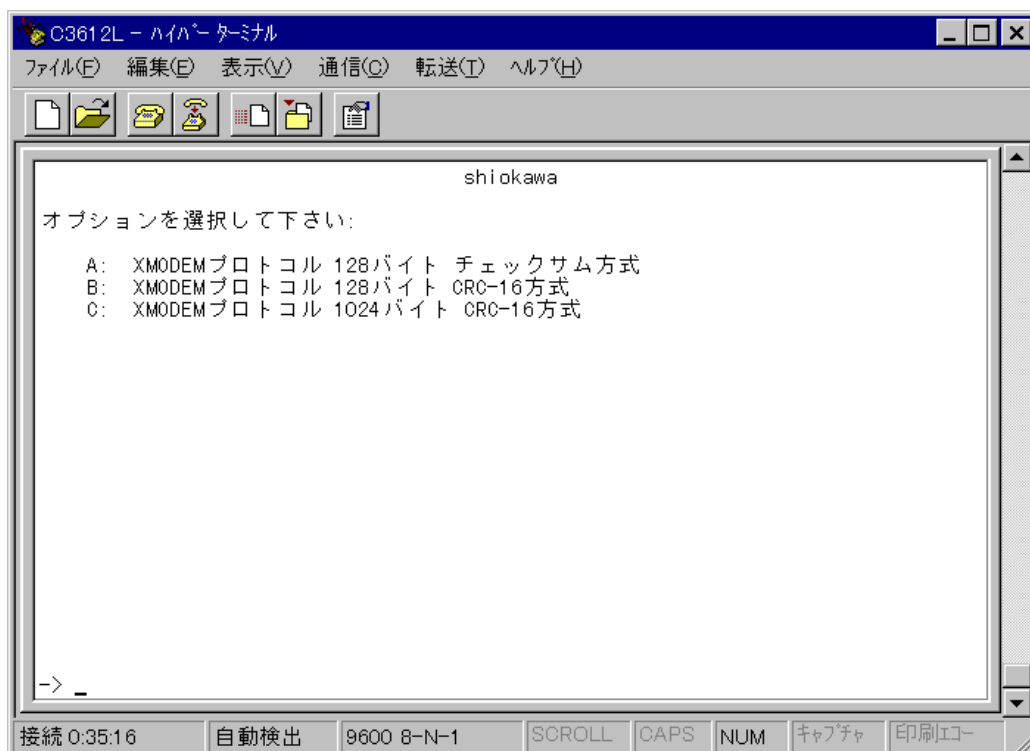 C3612L - ﾊｲﾊﾟｰ ﾀｰﾐﾅﾙ
ﾌｧｲﾙ(F) 編集(E) 表示(V) 通信(C) 転送(T) ﾍﾙﾌﾟ(H)
shiokawa
オプションを選択して下さい:
A: XMODEMプロトコル 128バイト チェックサム方式
B: XMODEMプロトコル 128バイト CRC-16方式
C: XMODEMプロトコル 1024バイト CRC-16方式
-> _
接続 0:35:16 自動検出 9600 8-N-1 SCROLL CAPS NUM ｷｬﾌﾟﾁｬ 印刷ｴｺｰ